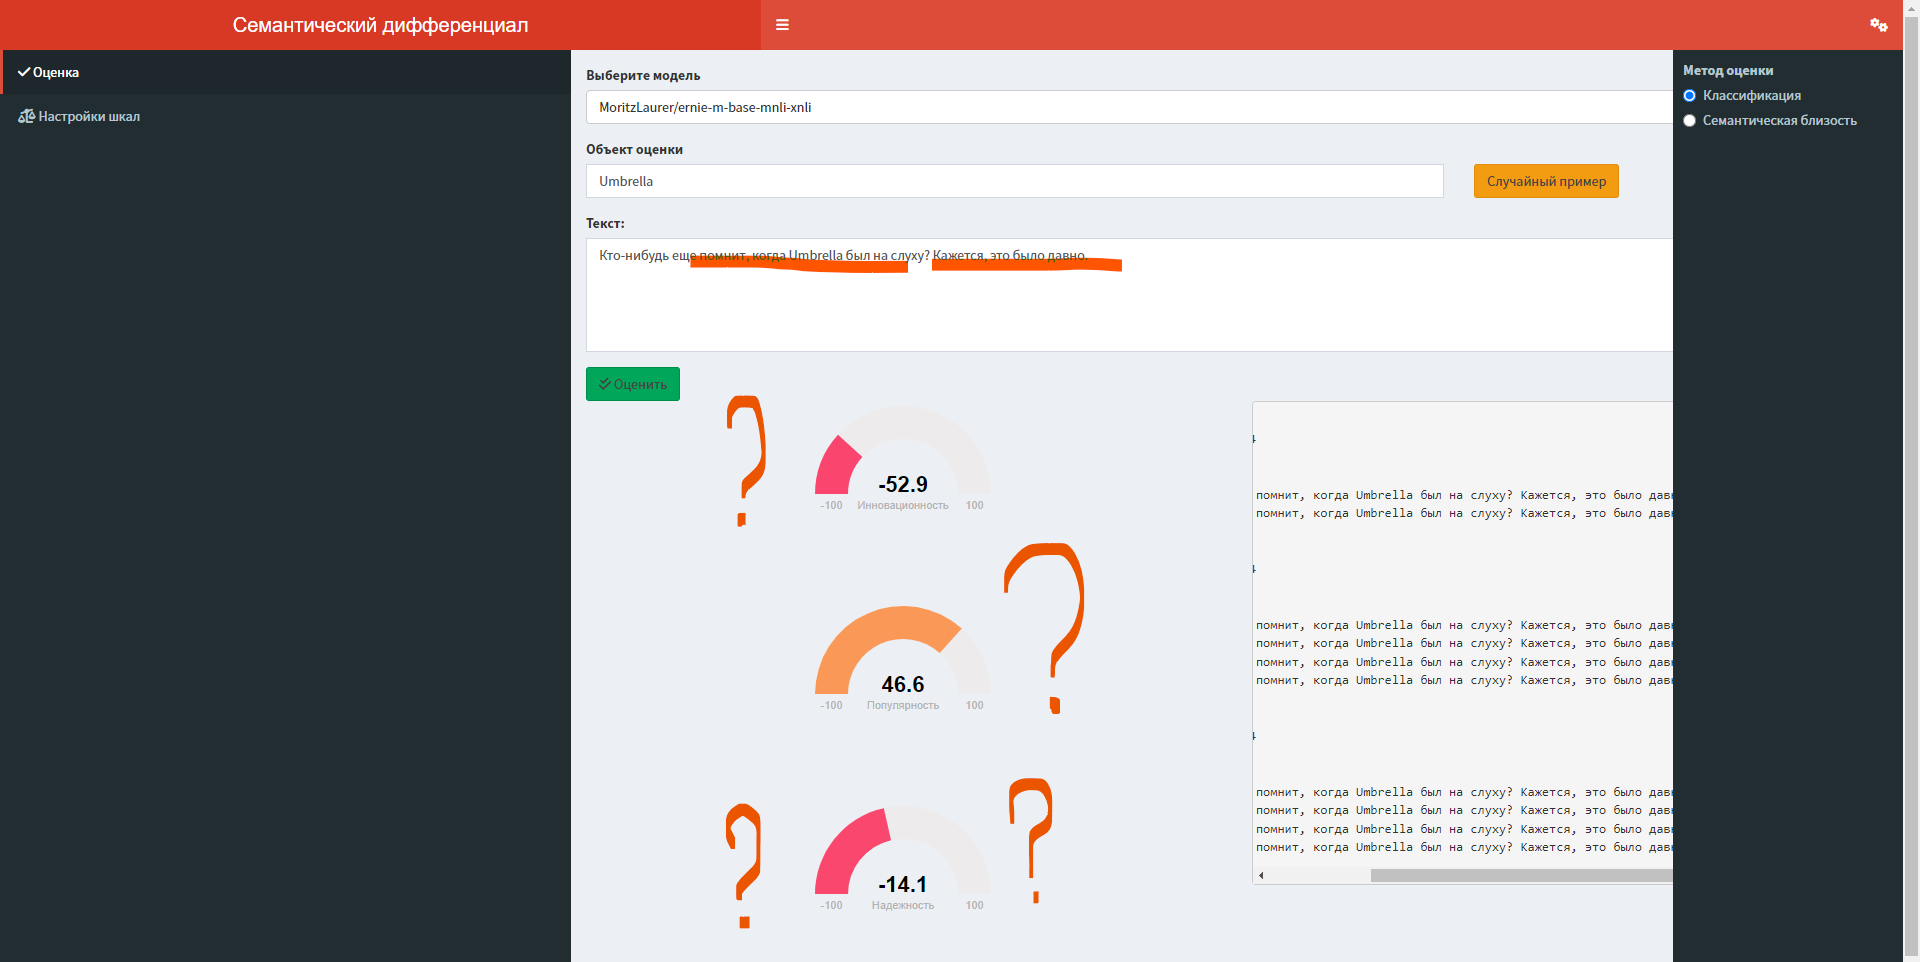 Семантический дифференциал
Оценка
Настройки шкал
Выберите модель
MoritzLaurer/ernie-m-base-mnli-xnli
Объект оценки
Umbrella
Случайный пример
Текст:
Кто-нибудь еще помнит, когда Umbrella был на слуху? Кажется, это было давно.
Оценить
?
-52.9
-100 Инновационность 100
?
46.6
-100 Популярность 100
?
?
-14.1
-100 Надежность 100
4
помнит, когда Umbrella был на слуху? Кажется, это было дав
помнит, когда Umbrella был на слуху? Кажется, это было дав
4
помнит, когда Umbrella был на слуху? Кажется, это было дав
помнит, когда Umbrella был на слуху? Кажется, это было дав
помнит, когда Umbrella был на слуху? Кажется, это было дав
помнит, когда Umbrella был на слуху? Кажется, это было дав
4
помнит, когда Umbrella был на слуху? Кажется, это было дав
помнит, когда Umbrella был на слуху? Кажется, это было дав
помнит, когда Umbrella был на слуху? Кажется, это было дав
помнит, когда Umbrella был на слуху? Кажется, это было дав
Метод оценки
Классификация
Семантическая близость